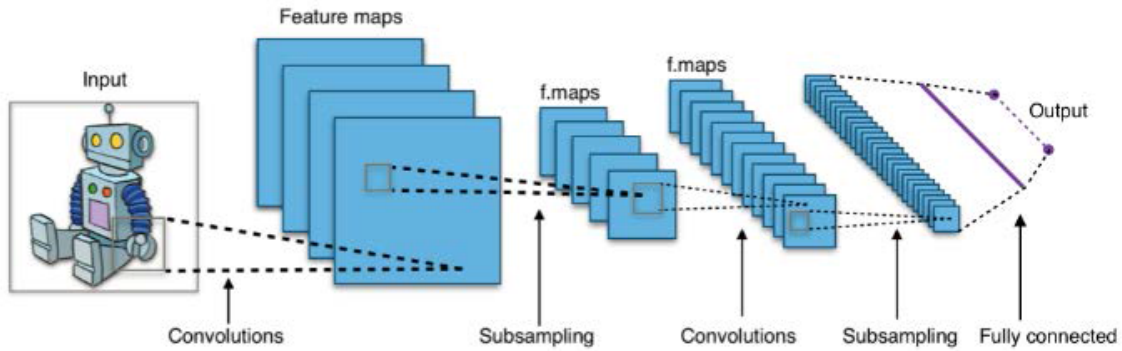 Feature maps
Input
f.maps
f.maps
Output
Convolutions
Subsampling
Convolutions
Subsampling
Fully connected